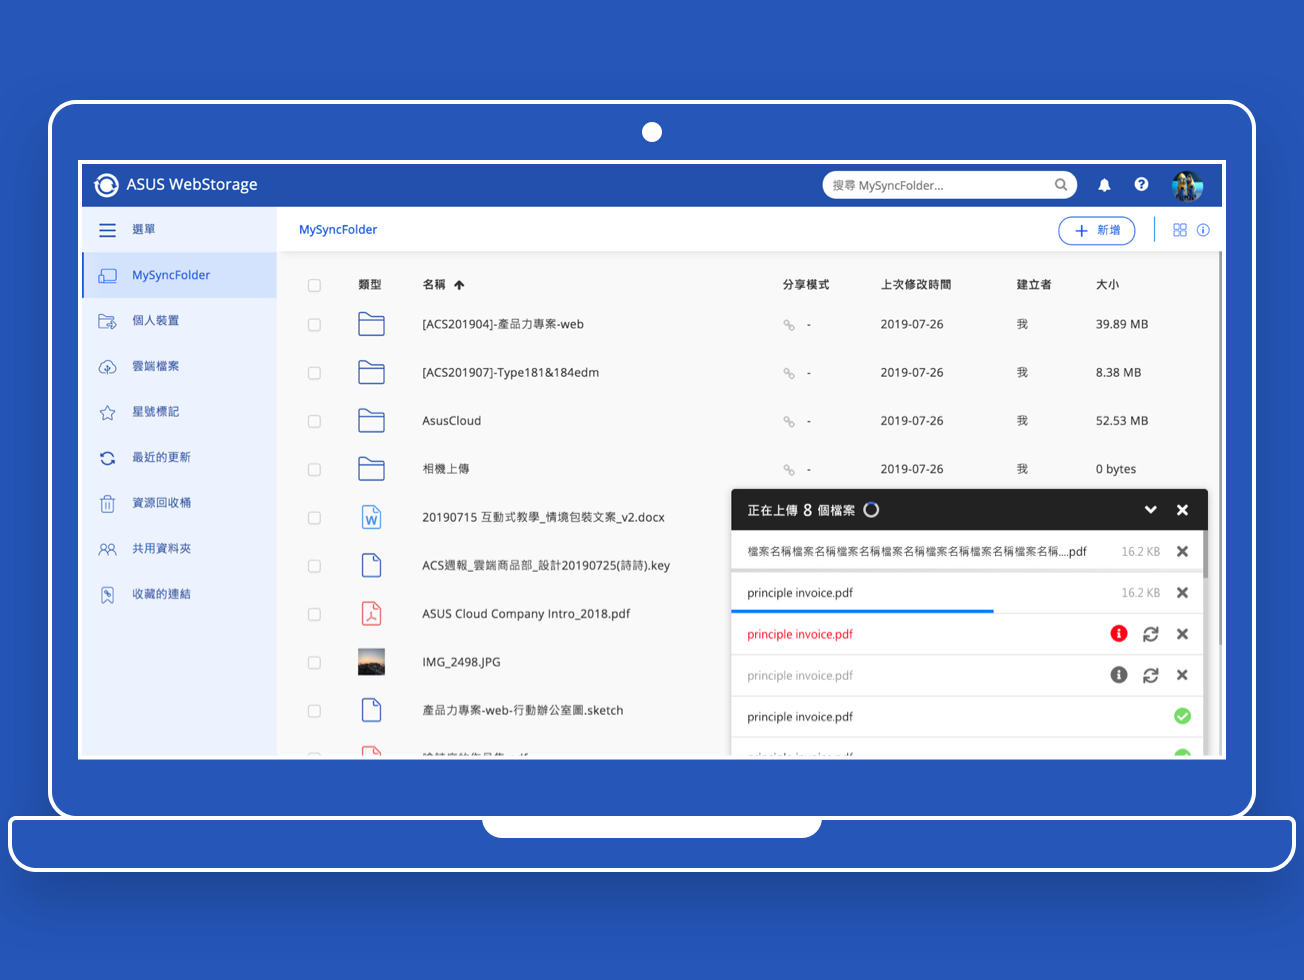 ASUS WebStorage
搜尋 MySyncFolder...
選單
MySyncFolder
個人裝置
雲端檔案
星號標記
最近的更新
資源回收桶
共用資料夾
收藏的連結
MySyncFolder
新增
類型 名稱 分享模式 上次修改時間 建立者 大小
[ACS201904]-產品力專案-web - 2019-07-26 我 39.89 MB
[ACS201907]-Type181&184edm - 2019-07-26 我 8.38 MB
AsusCloud - 2019-07-26 我 52.53 MB
相機上傳 - 2019-07-26 我 0 bytes
20190715 互動式教學_情境包裝文案_v2.docx
ACS週報_雲端商品部_設計20190725(詩詩).key
ASUS Cloud Company Intro_2018.pdf
IMG_2498.JPG
產品力專案-web-行動辦公室圖.sketch
正在上傳 8 個檔案
檔案名稱檔案名稱檔案名稱檔案名稱檔案名稱檔案名稱檔案名稱....pdf 16.2 KB
principle invoice.pdf 16.2 KB
principle invoice.pdf
principle invoice.pdf
principle invoice.pdf